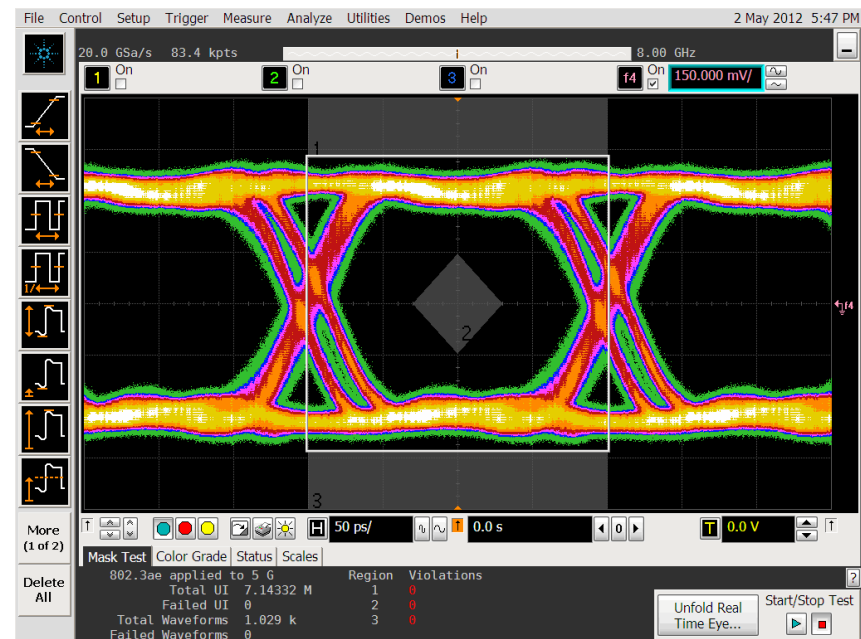 File Control Setup Trigger Measure Analyze Utilities Demos Help 2 May 2012 5:47 PM
20.0 GSa/s 83.4 kpts 8.00 GHz
1 On 2 On 3 On f4 On 150.000 mV/
1
2
f4
3
More
(1 of 2)
Delete
All
H 50 ps/ 0.0 s 0 T 0.0 V
Mask Test Color Grade Status Scales
802.3ae applied to 5 G Region Violations
Total UI 7.14332 M 1 0
Failed UI 0 2 0
Total Waveforms 1.029 k 3 0
Failed Waveforms 0
?
Unfold Real
Time Eye...
Start/Stop Test